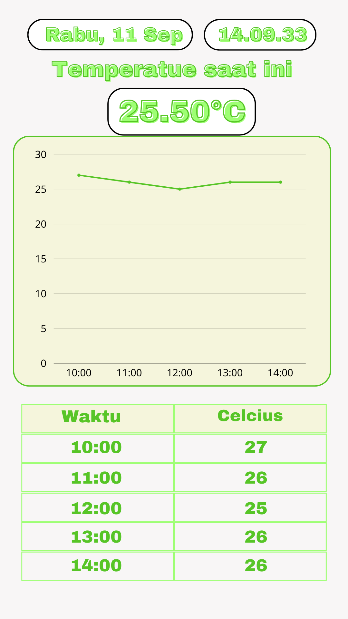 Rabu, 11 Sep 14.09.33
Temperatue saat ini
25.50°C
30
25
20
15
10
5
0
10:00 11:00 12:00 13:00 14:00
Waktu Celcius
10:00 27
11:00 26
12:00 25
13:00 26
14:00 26